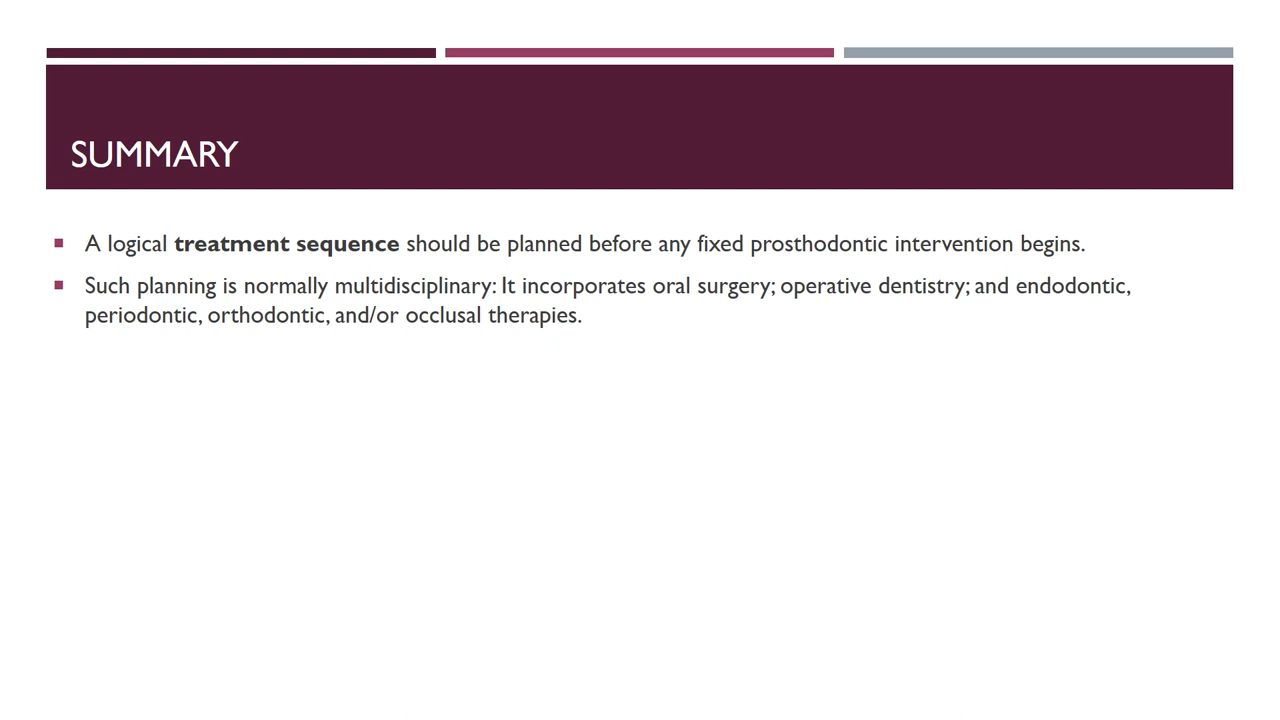 SUMMARY
▪ A logical treatment sequence should be planned before any fixed prosthodontic intervention begins.
▪ Such planning is normally multidisciplinary: It incorporates oral surgery; operative dentistry; and endodontic,
periodontic, orthodontic, and/or occlusal therapies.